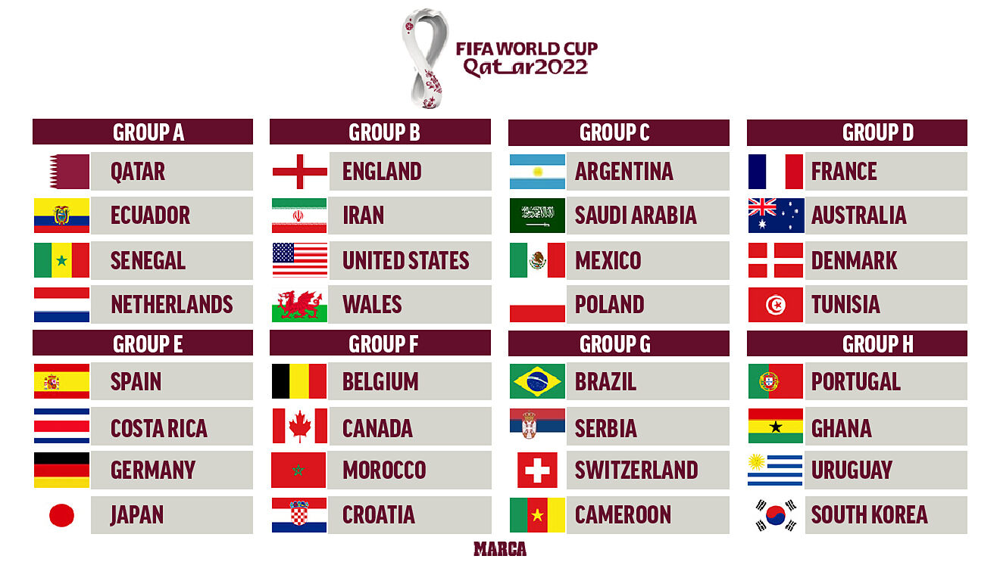 FIFA WORLD CUP
Qatar2022
GROUP A
QATAR
ECUADOR
SENEGAL
NETHERLANDS
GROUP B
ENGLAND
IRAN
UNITED STATES
WALES
GROUP C
ARGENTINA
SAUDI ARABIA
MEXICO
POLAND
GROUP D
FRANCE
AUSTRALIA
DENMARK
TUNISIA
GROUP E
SPAIN
COSTA RICA
GERMANY
JAPAN
GROUP F
BELGIUM
CANADA
MOROCCO
CROATIA
GROUP G
BRAZIL
SERBIA
SWITZERLAND
CAMEROON
GROUP H
PORTUGAL
GHANA
URUGUAY
SOUTH KOREA
MARCA